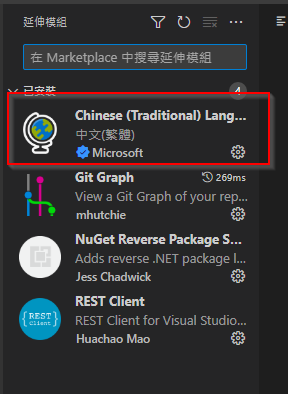 延伸模組
在 Marketplace 中搜尋延伸模組
已安裝
4
Chinese (Traditional) Lang...
中文(繁體)
Microsoft
Git Graph
269ms
View a Git Graph of your rep...
mhutchie
NuGet Reverse Package S...
Adds reverse .NET package l...
Jess Chadwick
{REST}
Client
REST Client
REST Client for Visual Studio...
Huachao Mao